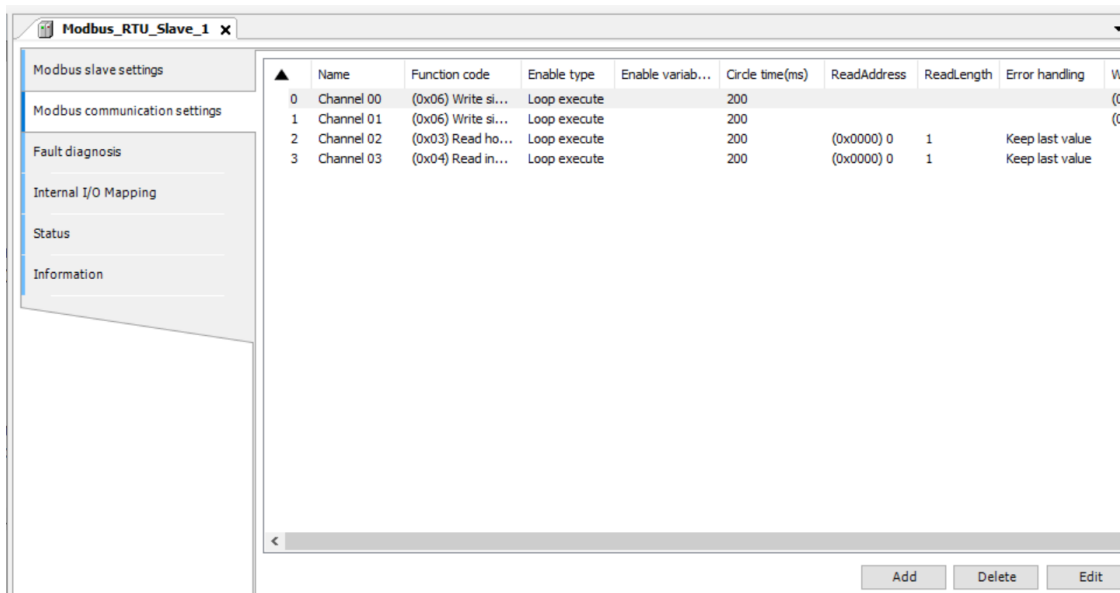 Modbus_RTU_Slave_1 x
Modbus slave settings
Modbus communication settings
Fault diagnosis
Internal I/O Mapping
Status
Information
Name Function code Enable type Enable variab... Circle time(ms) ReadAddress ReadLength Error handling
0 Channel 00 (0x06) Write si... Loop execute 200
1 Channel 01 (0x06) Write si... Loop execute 200
2 Channel 02 (0x03) Read ho... Loop execute 200 (0x0000) 0 1 Keep last value
3 Channel 03 (0x04) Read in... Loop execute 200 (0x0000) 0 1 Keep last value
Add Delete Edit